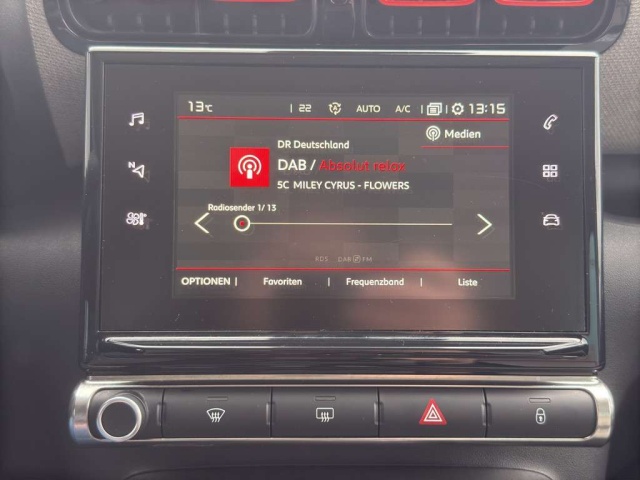 13°C 22 AUTO A/C 13:15
Medien
DR Deutschland
DAB / Absolut relax
5C MILEY CYRUS - FLOWERS
Radiosender 1/ 13
RDS DAB FM
OPTIONEN | Favoriten | Frequenzband | Liste
N